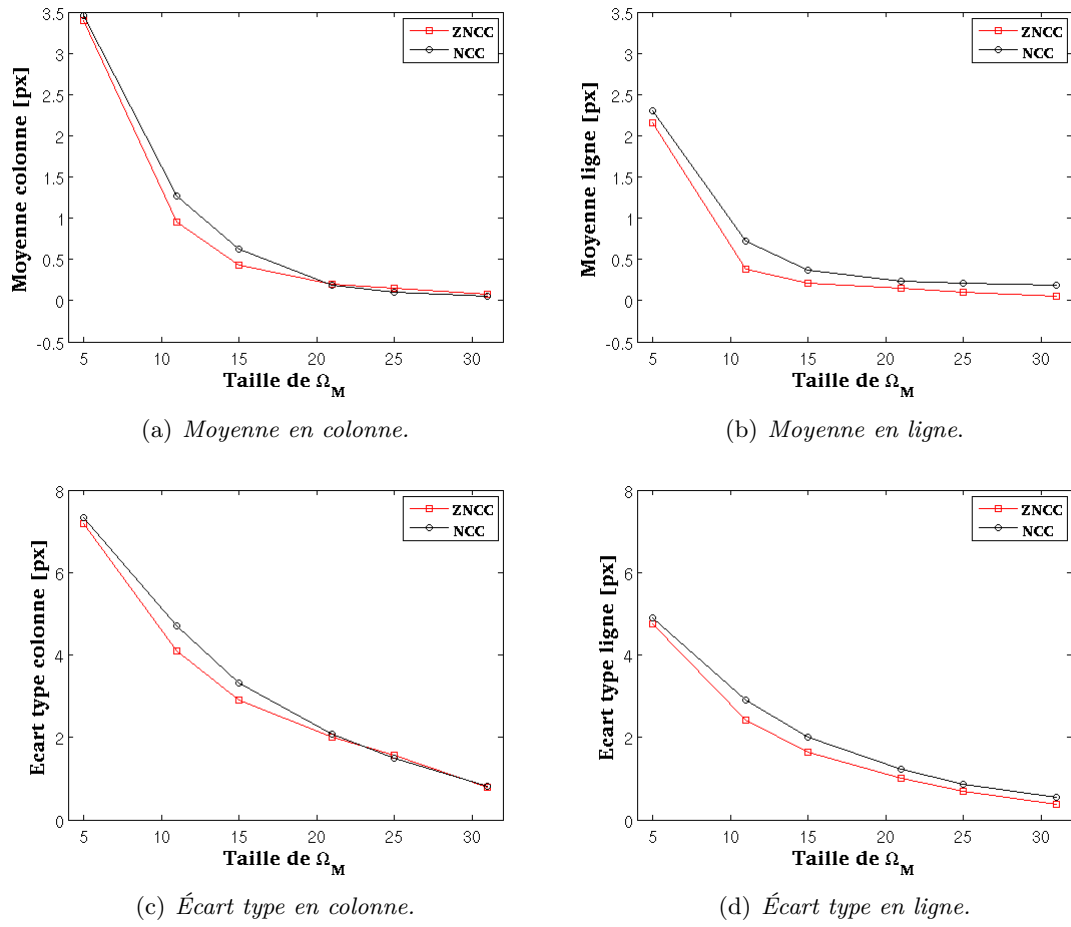 3.5
3
2.5
2
1.5
1
0.5
0
-0.5
Moyenne colonne [px]
ZNCC
NCC
5 10 15 20 25 30
Taille de Ω_M
(a) Moyenne en colonne.
3.5
3
2.5
2
1.5
1
0.5
0
-0.5
Moyenne ligne [px]
ZNCC
NCC
5 10 15 20 25 30
Taille de Ω_M
(b) Moyenne en ligne.
8
6
4
2
0
Ecart type colonne [px]
ZNCC
NCC
5 10 15 20 25 30
Taille de Ω_M
(c) Écart type en colonne.
8
6
4
2
0
Ecart type ligne [px]
ZNCC
NCC
5 10 15 20 25 30
Taille de Ω_M
(d) Écart type en ligne.